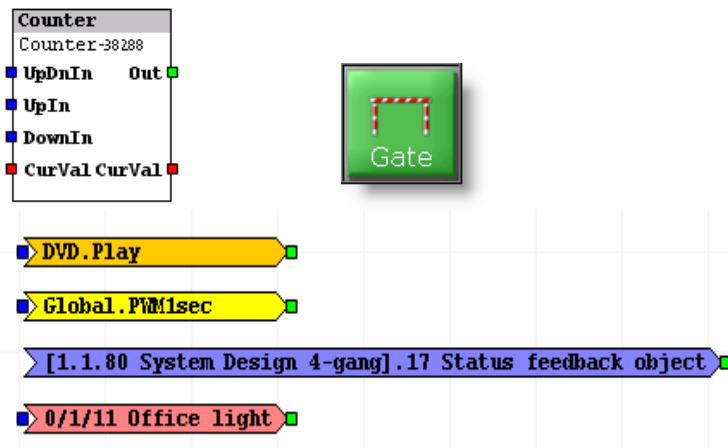 Counter
Counter-38288
UpDnIn Out
UpIn
DownIn
CurVal CurVal
Gate
DVD.Play
Global.PWM1sec
[1.1.80 System Design 4-gang].17 Status feedback object
0/1/11 Office light